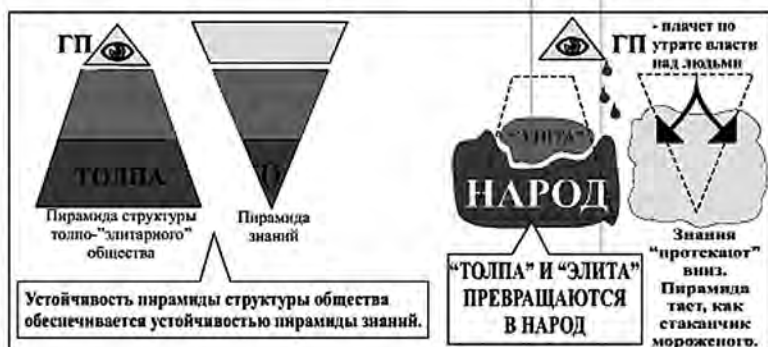 ГП
ТОЛПА
Пирамида структуры
толпо-"элитарного"
общества
Пирамида
знаний
Устойчивость пирамиды структуры общества
обеспечивается устойчивостью пирамиды знаний.
ГП
- плачет по
утрате власти
над людьми
"ЭЛИТА"
НАРОД
"ТОЛПА" И "ЭЛИТА"
ПРЕВРАЩАЮТСЯ
В НАРОД
Знания
"протекают"
вниз.
Пирамида
тает, как
стаканчик
мороженого.